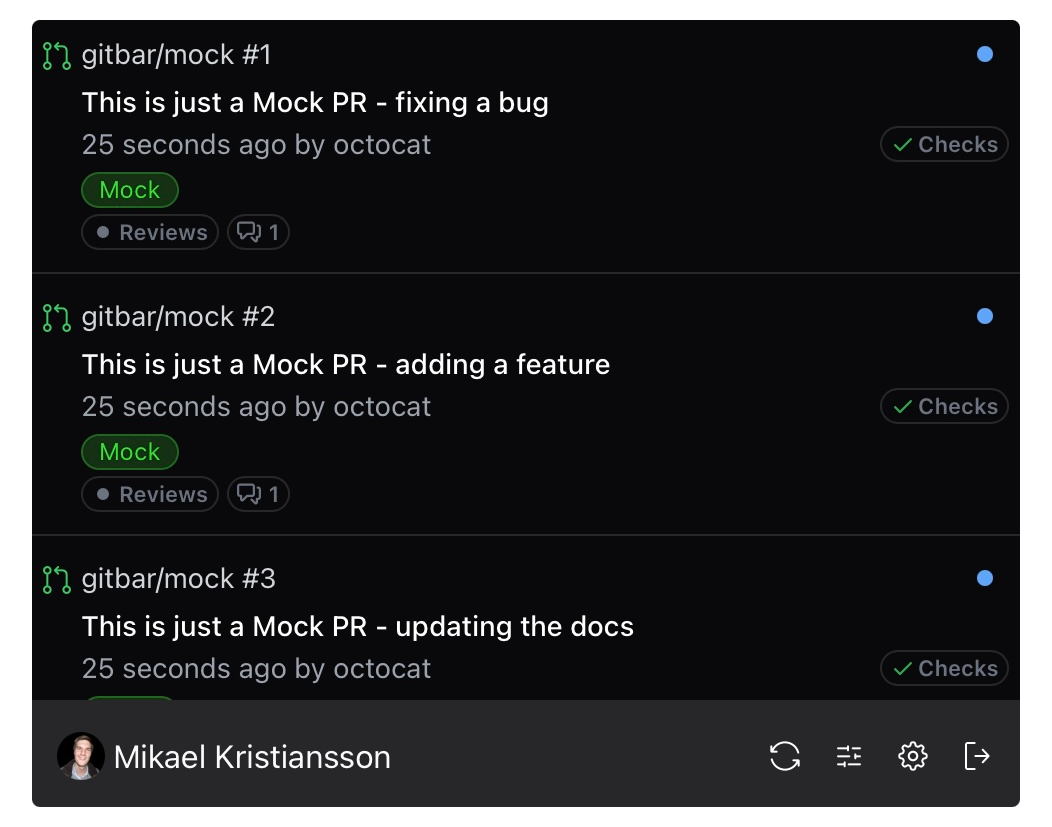 gitbar/mock #1
This is just a Mock PR - fixing a bug
25 seconds ago by octocat
Checks
Mock
Reviews 1
gitbar/mock #2
This is just a Mock PR - adding a feature
25 seconds ago by octocat
Checks
Mock
Reviews 1
gitbar/mock #3
This is just a Mock PR - updating the docs
25 seconds ago by octocat
Checks
Mikael Kristiansson